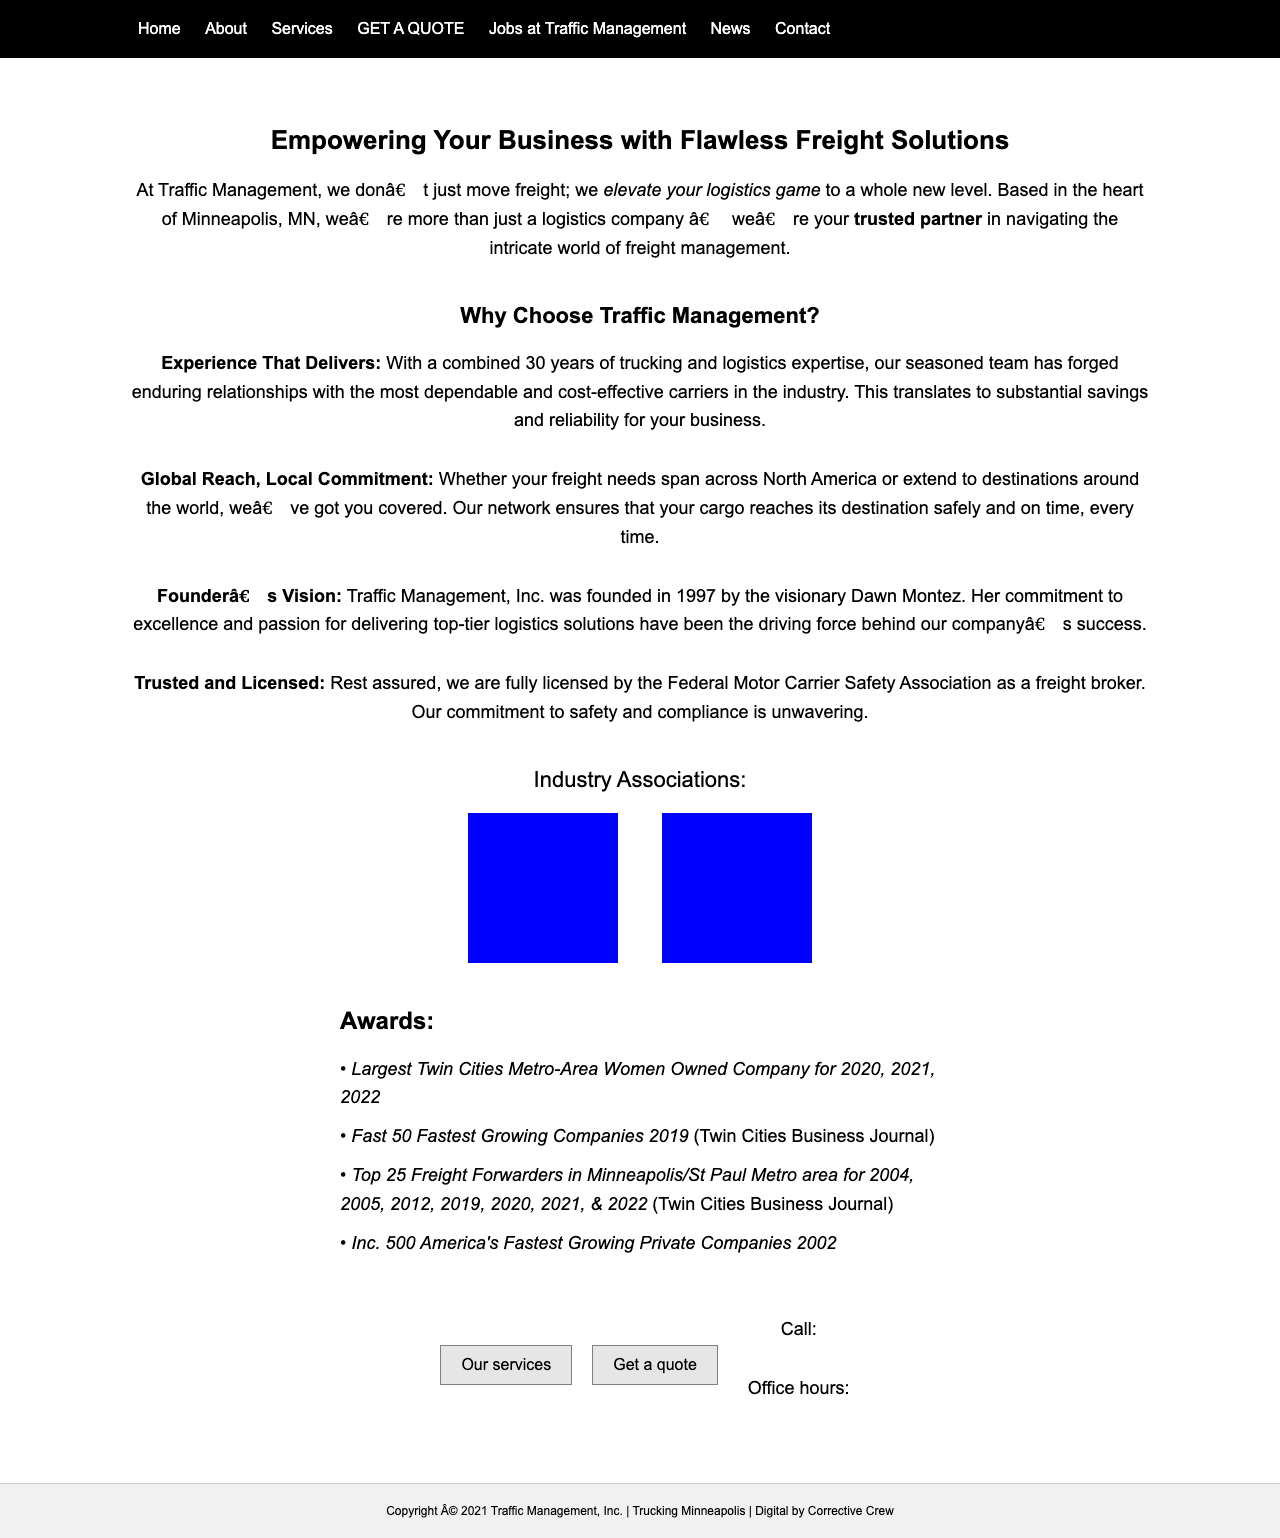 Home About Services GET A QUOTE Jobs at Traffic Management News Contact
Empowering Your Business with Flawless Freight Solutions
At Traffic Management, we donâ€ t just move freight; we elevate your logistics game to a whole new level. Based in the heart
of Minneapolis, MN, weâ€ re more than just a logistics company â€ weâ€ re your trusted partner in navigating the
intricate world of freight management.
Why Choose Traffic Management?
Experience That Delivers: With a combined 30 years of trucking and logistics expertise, our seasoned team has forged
enduring relationships with the most dependable and cost-effective carriers in the industry. This translates to substantial savings
and reliability for your business.
Global Reach, Local Commitment: Whether your freight needs span across North America or extend to destinations around
the world, weâ€ ve got you covered. Our network ensures that your cargo reaches its destination safely and on time, every
time.
Founderâ€ s Vision: Traffic Management, Inc. was founded in 1997 by the visionary Dawn Montez. Her commitment to
excellence and passion for delivering top-tier logistics solutions have been the driving force behind our companyâ€ s success.
Trusted and Licensed: Rest assured, we are fully licensed by the Federal Motor Carrier Safety Association as a freight broker.
Our commitment to safety and compliance is unwavering.
Industry Associations:
Awards:
• Largest Twin Cities Metro-Area Women Owned Company for 2020, 2021,
2022
• Fast 50 Fastest Growing Companies 2019 (Twin Cities Business Journal)
• Top 25 Freight Forwarders in Minneapolis/St Paul Metro area for 2004,
2005, 2012, 2019, 2020, 2021, & 2022 (Twin Cities Business Journal)
• Inc. 500 America's Fastest Growing Private Companies 2002
Call:
Our services Get a quote
Office hours:
Copyright Â© 2021 Traffic Management, Inc. | Trucking Minneapolis | Digital by Corrective Crew